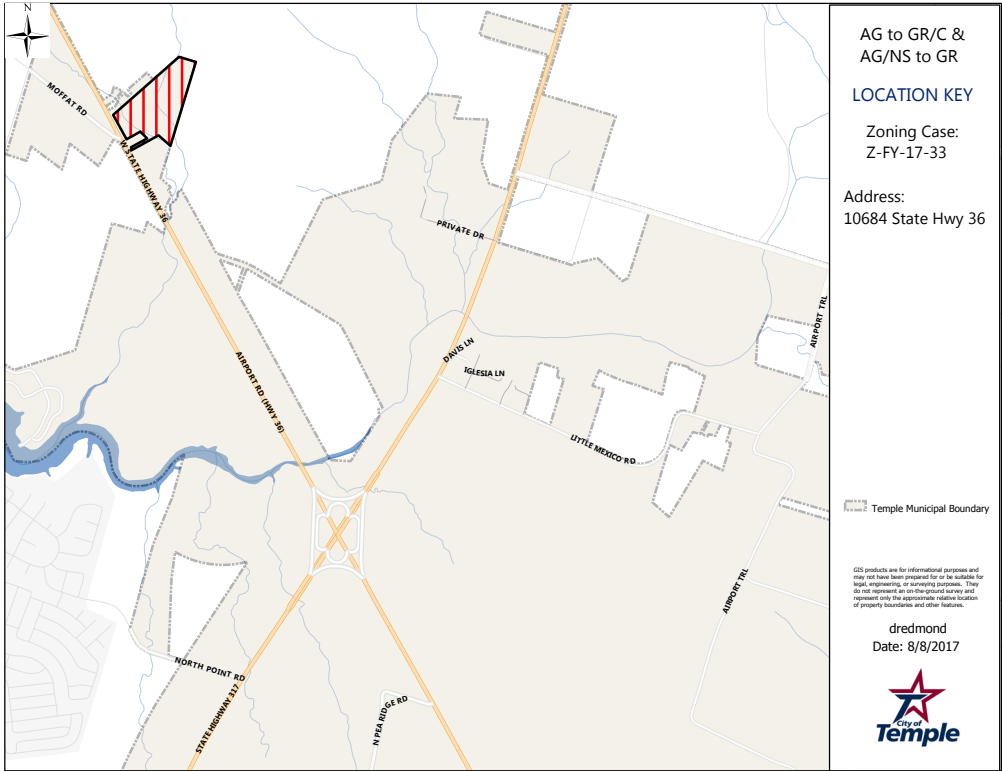 N
MOFFAT RD
W STATE HIGHWAY 36
PRIVATE DR
AIRPORT TRL
DAVIS LN
IGLESIA LN
AIRPORT RD (HWY 36)
LITTLE MEXICO RD
AIRPORT TRL
NORTH POINT RD
STATE HIGHWAY 317
N PEA RIDGE RD
AG to GR/C &
AG/NS to GR
LOCATION KEY
Zoning Case:
Z-FY-17-33
Address:
10684 State Hwy 36
Temple Municipal Boundary
GIS products are for informational purposes and
may not have been prepared for or be suitable for
legal, engineering, or surveying purposes. They
do not represent an on-the-ground survey and
represent only the approximate relative location
of property boundaries and other features.
dredmond
Date: 8/8/2017
City of
Temple